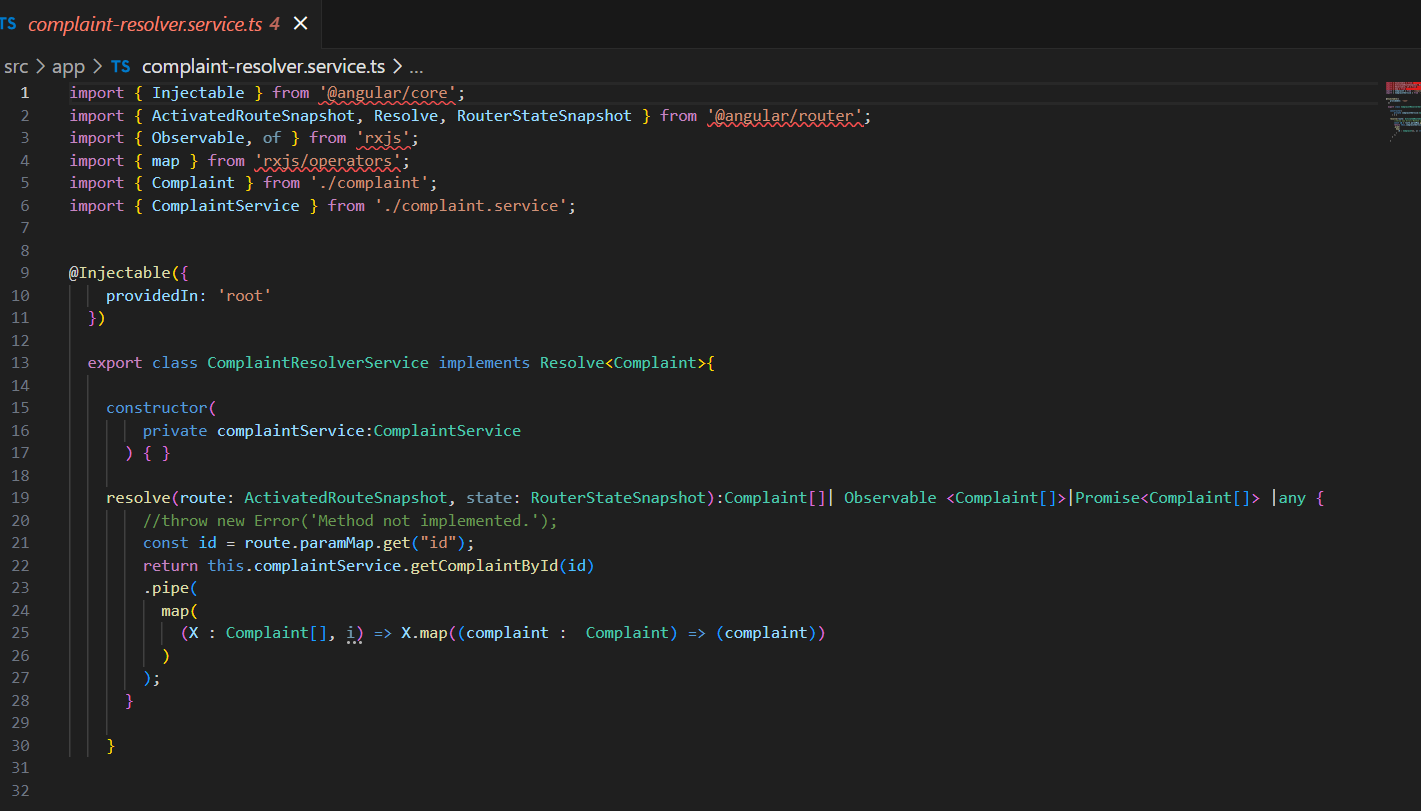 TS complaint-resolver.service.ts 4 ×
src > app > TS complaint-resolver.service.ts > ...
1 import { Injectable } from '@angular/core';
2 import { ActivatedRouteSnapshot, Resolve, RouterStateSnapshot } from '@angular/router';
3 import { Observable, of } from 'rxjs';
4 import { map } from 'rxjs/operators';
5 import { Complaint } from './complaint';
6 import { ComplaintService } from './complaint.service';
7
8
9 @Injectable({
10     providedIn: 'root'
11   })
12
13   export class ComplaintResolverService implements Resolve<Complaint>{
14
15     constructor(
16         private complaintService:ComplaintService
17       ) { }
18
19     resolve(route: ActivatedRouteSnapshot, state: RouterStateSnapshot):Complaint[]| Observable <Complaint[]>|Promise<Complaint[]> |any {
20         //throw new Error('Method not implemented.');
21         const id = route.paramMap.get("id");
22         return this.complaintService.getComplaintById(id)
23         .pipe(
24           map(
25             (X : Complaint[], i) => X.map((complaint :  Complaint) => (complaint))
26           )
27         );
28       }
29
30     }
31
32